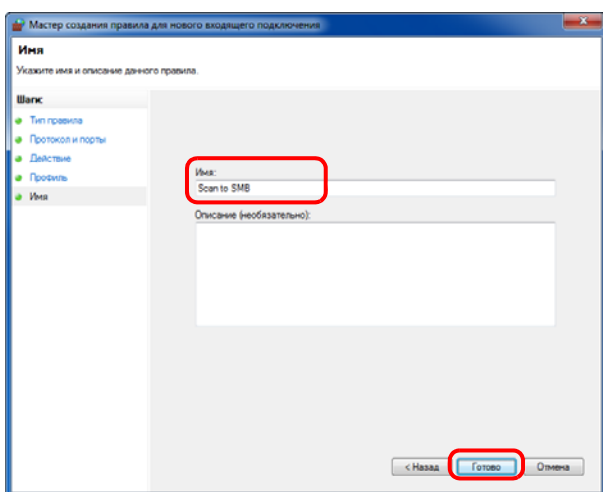 Мастер создания правила для нового входящего подключения
Имя
Укажите имя и описание данного правила.
Шаги:
Тип правила
Протокол и порты
Действие
Профиль
Имя
Имя:
Scan to SMB
Описание (необязательно):
< Назад
Готово
Отмена